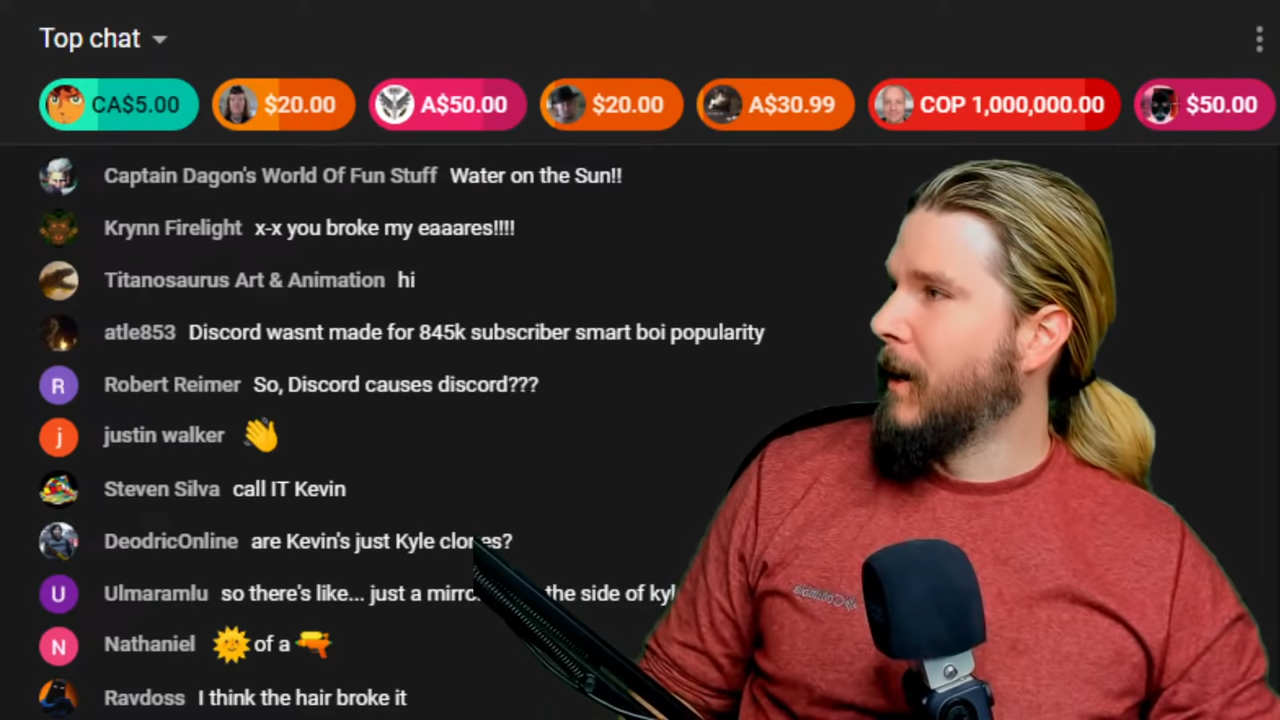 Top chat
CA$5.00 $20.00 A$50.00 $20.00 A$30.99 COP 1,000,000.00 $50.00
Captain Dagon's World Of Fun Stuff Water on the Sun!!
Krynn Firelight x-x you broke my eaaares!!!!
Titanosaurus Art & Animation hi
atle853 Discord wasnt made for 845k subscriber smart boi popularity
R Robert Reimer So, Discord causes discord???
j justin walker 👋
Steven Silva call IT Kevin
DeodricOnline are Kevin's just Kyle clones?
U Ulmaramlu so there's like... just a the side of
N Nathaniel 🌞 of a 🔫
Ravdoss I think the hair broke it